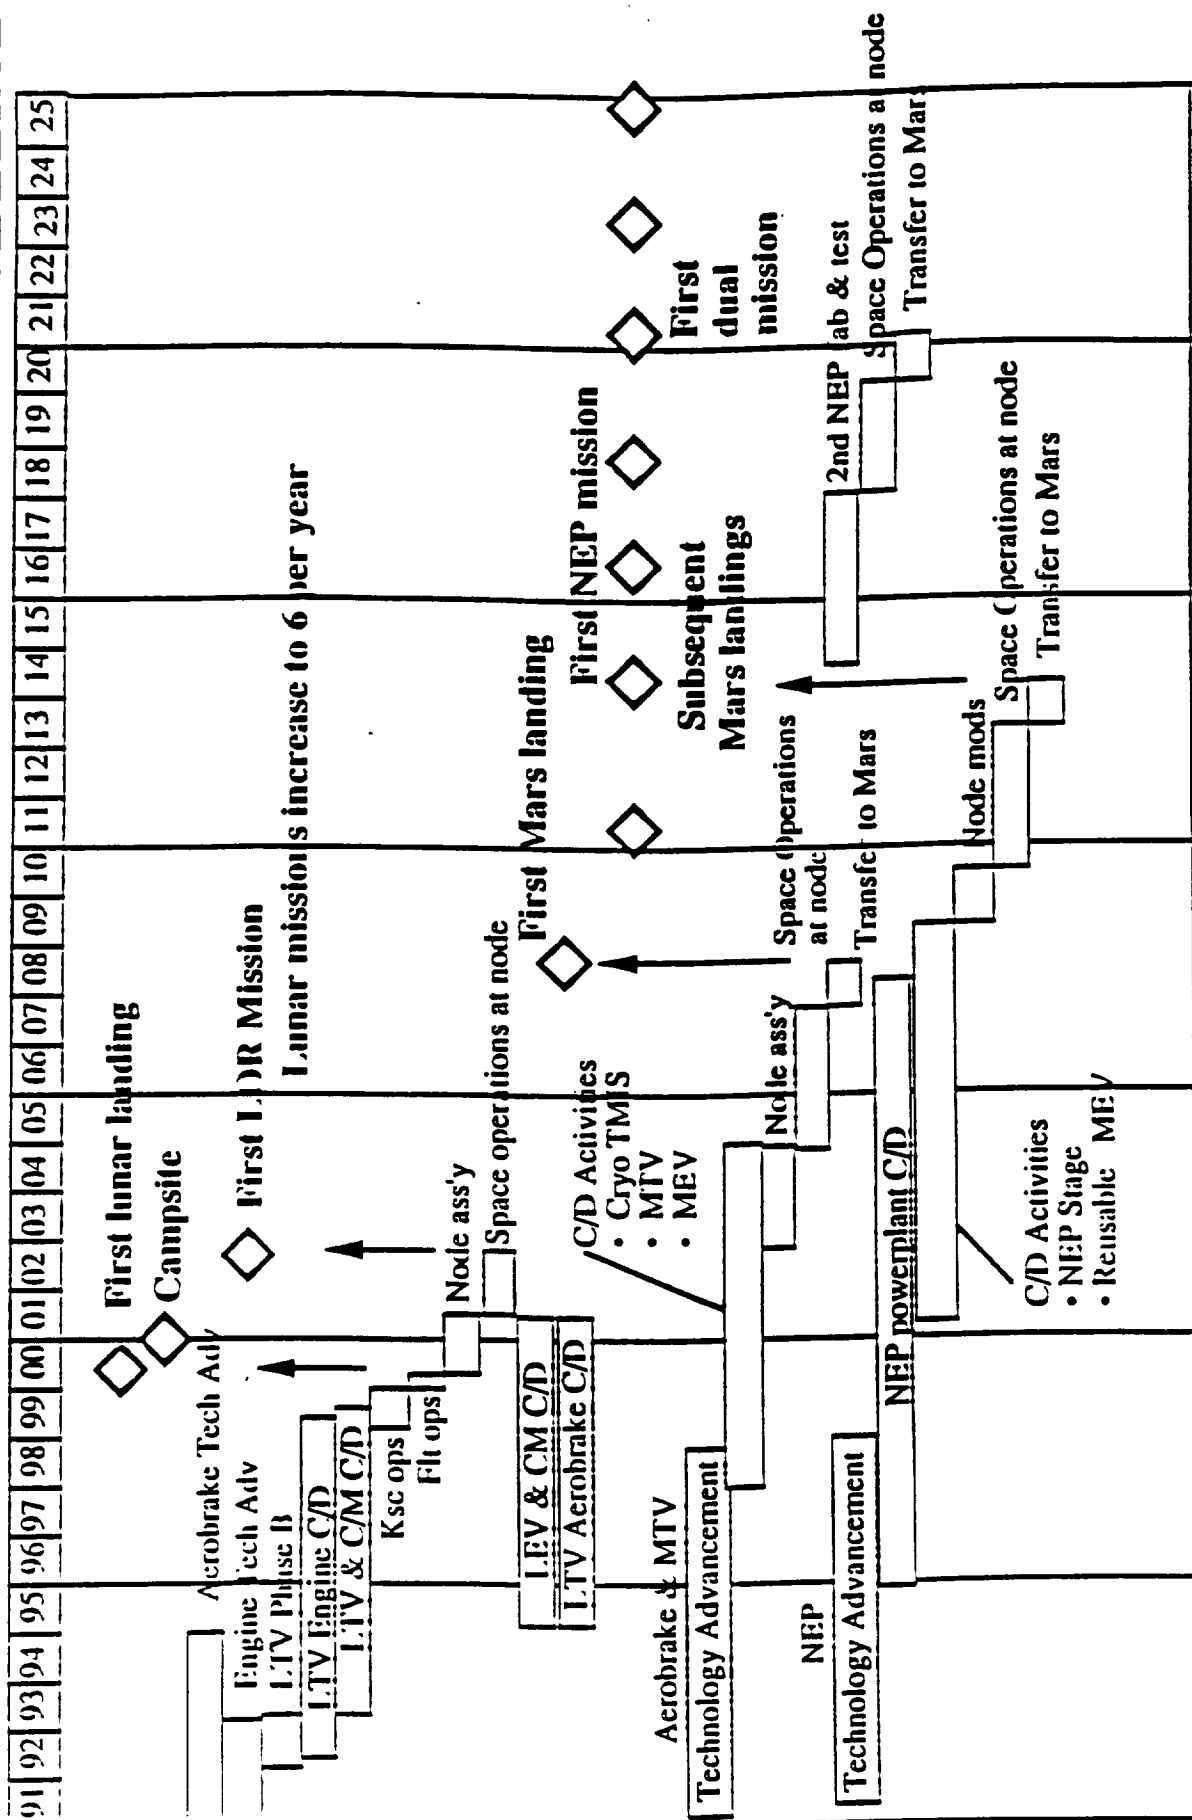 91 92 93 94 95 96 97 98 99 00 01 02 03 04 05 06 07 08 09 10 11 12 13 14 15 16 17 18 19 20 21 22 23 24 25
First lunar landing
Campsite
Aerobrake Tech Adv
First LOR Mission
Engine Tech Adv
LTV Phase B
Lunar missions increase to 6 per year
LTV Engine C/D
LTV & C/M C/D
Ksc ops
Flt ops
Node ass'y
Space operations at node
LEV & CM C/D
LTV Aerobrake C/D
First Mars landing
First NEP mission
Subsequent
Mars landings
First
dual
mission
C/D Activities
• Cryo TMIS
• MTV
• MEV
Aerobrake & MTV
Technology Advancement
Node ass'y
Space Operations
at node
Transfer to Mars
NEP
Technology Advancement
NEP powerplant C/D
2nd NEP fab & test
Space Operations at node
Transfer to Mars
Node mods
Space Operations at node
Transfer to Mars
C/D Activities
• NEP Stage
• Reusable MEV